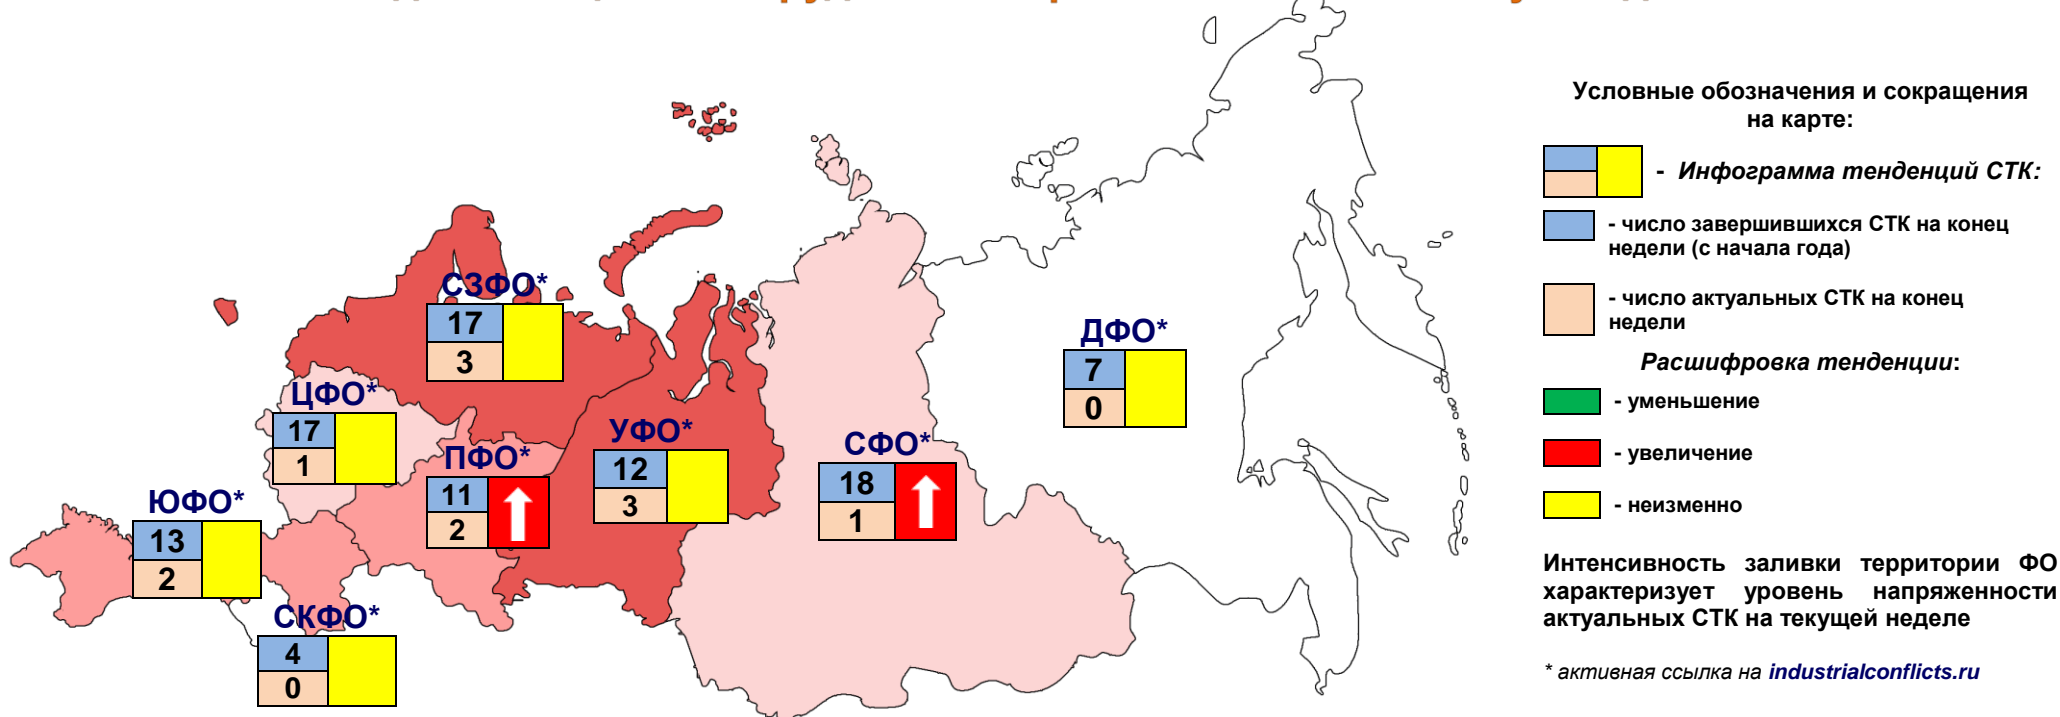 СЗФО*
17
3
ЦФО*
17
1
ПФО*
11
2
УФО*
12
3
СФО*
18
1
ДФО*
7
0
ЮФО*
13
2
СКФО*
4
0
Условные обозначения и сокращения
на карте:
- Инфограмма тенденций СТК:
- число завершившихся СТК на конец
недели (с начала года)
- число актуальных СТК на конец
недели
Расшифровка тенденции:
- уменьшение
- увеличение
- неизменно
Интенсивность заливки территории ФО
характеризует уровень напряженности
актуальных СТК на текущей неделе
* активная ссылка на industrialconflicts.ru